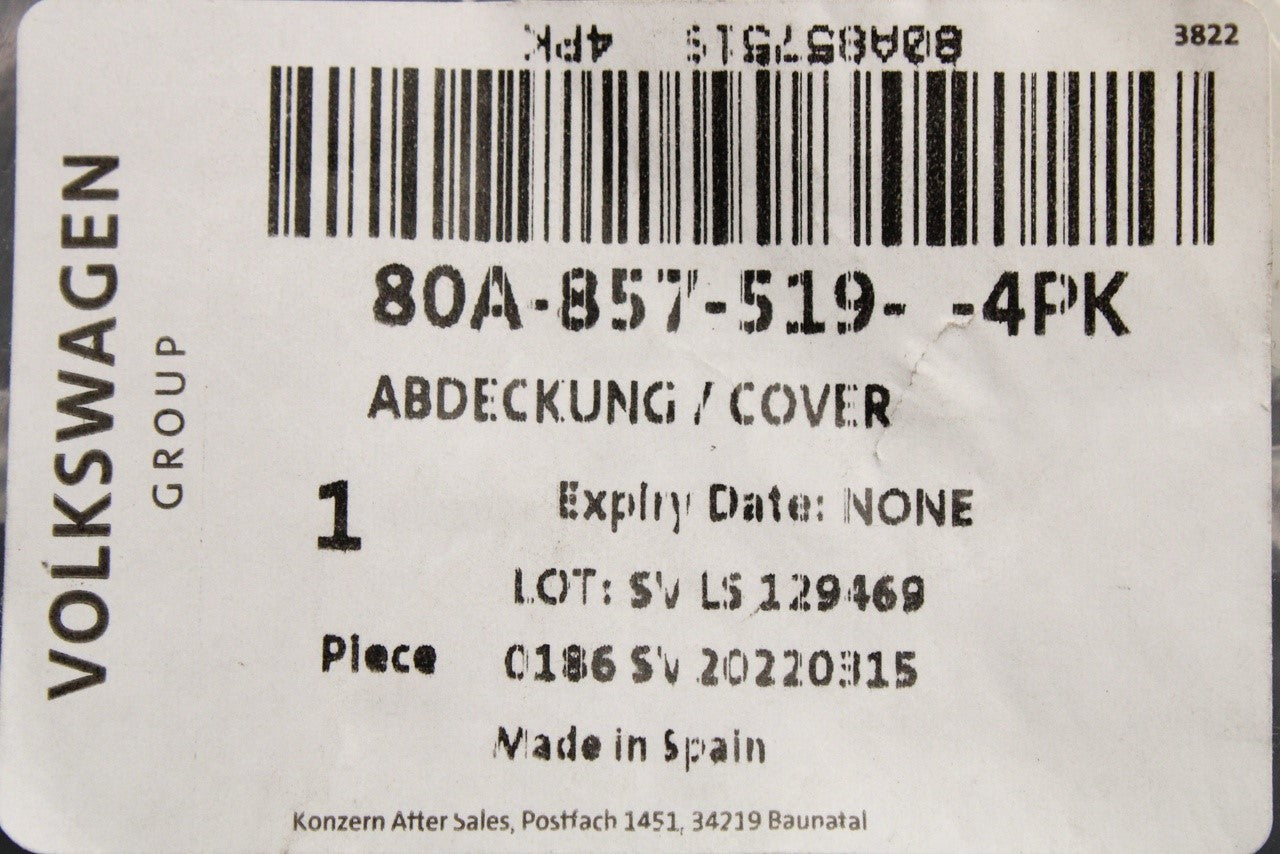 3822
80A857519 4PK
80A-857-519- -4PK
ABDECKUNG / COVER
1
Expiry Date: NONE
LOT: SV LS 129469
Piece
0186 SV 20220315
Made in Spain
Konzern After Sales, Postfach 1451, 34219 Baunatal
VOLKSWAGEN
GROUP